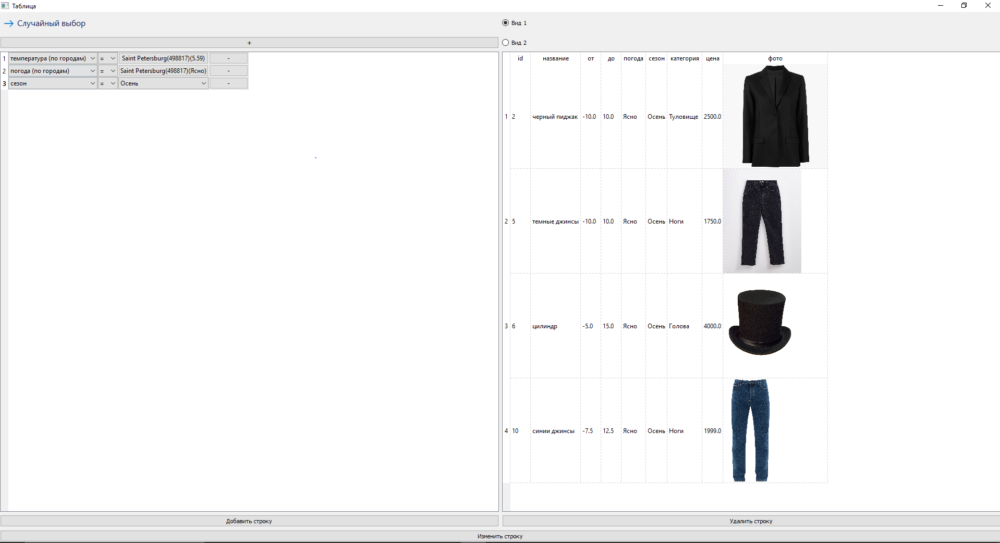 Таблица
Случайный выбор
Вид 1
+
Вид 2
1 температура (по городам) = Saint Petersburg(498817)(5.59) -
2 погода (по городам) = Saint Petersburg(498817)(Ясно) -
3 сезон = Осень -
id название от до погода сезон категория цена фото
1 2 черный пиджак -10.0 10.0 Ясно Осень Туловище 2500.0
2 5 темные джинсы -10.0 10.0 Ясно Осень Ноги 1750.0
3 6 цилиндр -5.0 15.0 Ясно Осень Голова 4000.0
4 10 синии джинсы -7.5 12.5 Ясно Осень Ноги 1999.0
Добавить строку
Удалить строку
Изменить строку